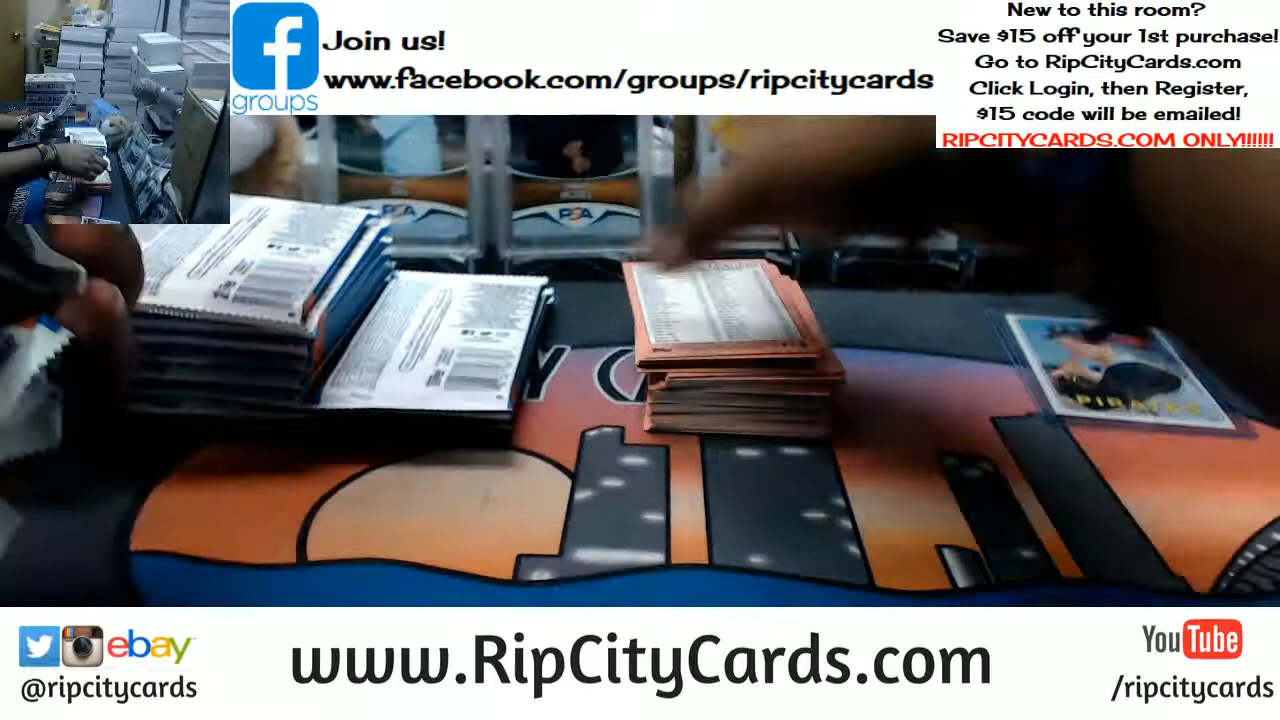 Join us!
www.facebook.com/groups/ripcitycards
groups
New to this room?
Save $15 off your 1st purchase!
Go to RipCityCards.com
Click Login, then Register,
$15 code will be emailed!
RIPCITYCARDS.COM ONLY!!!!!!
PSA
PSA
PIRATES
ebay
@ripcitycards
www.RipCityCards.com
YouTube
/ripcitycards